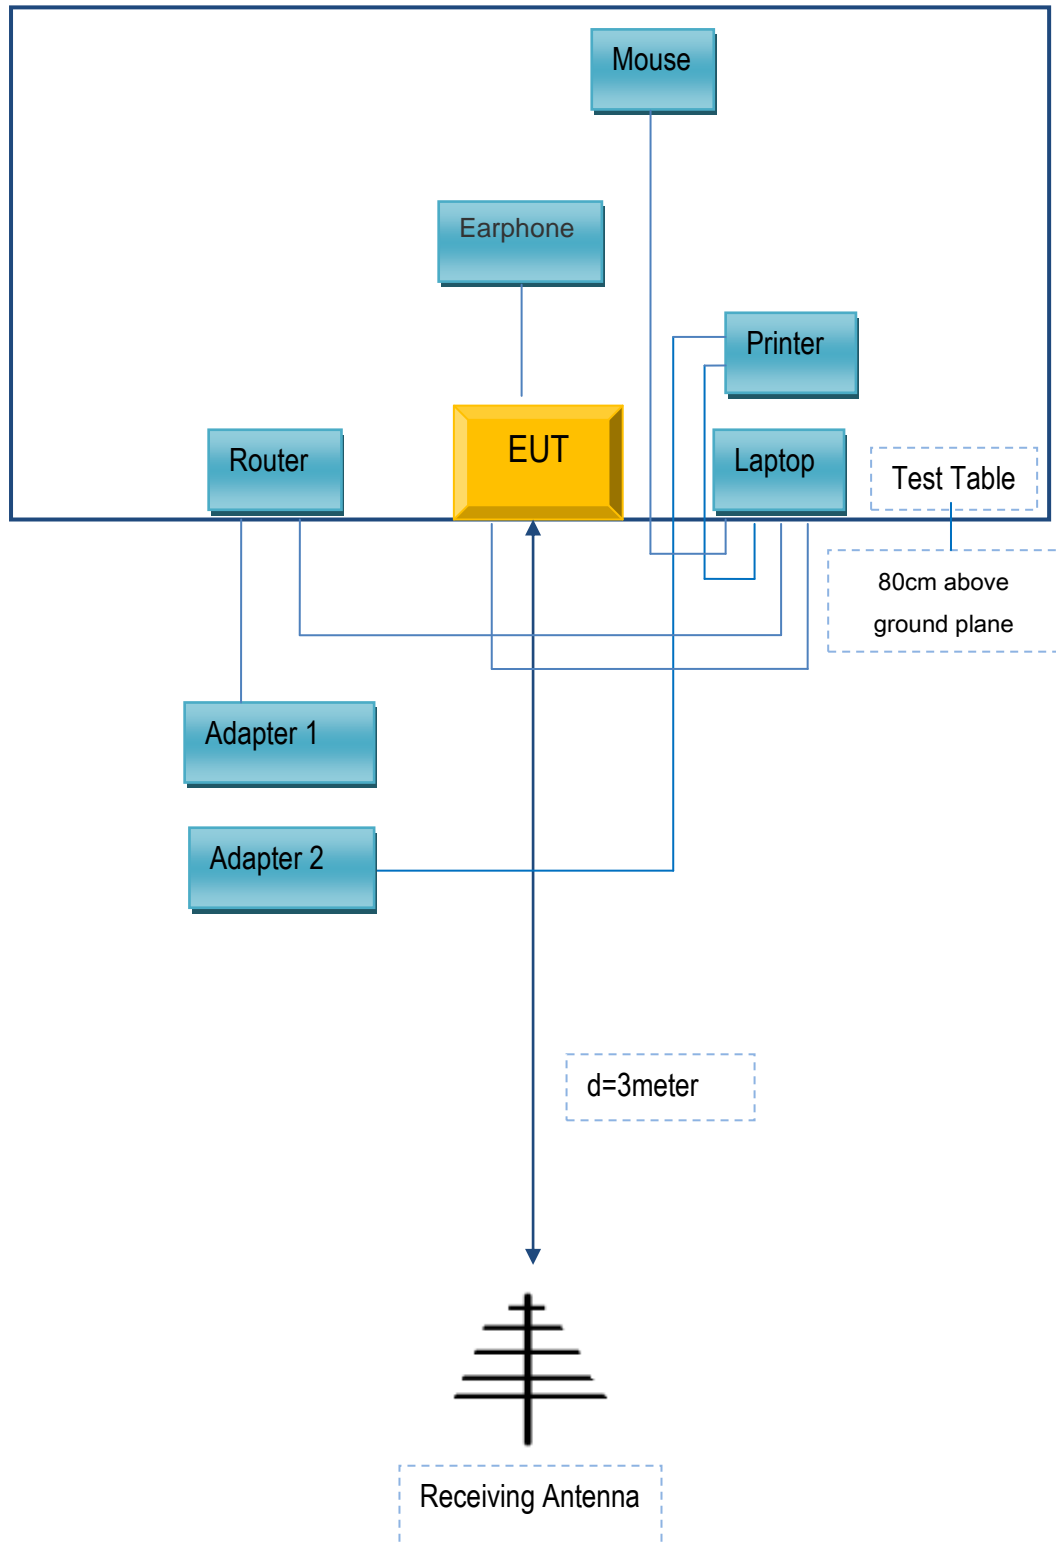 Mouse
Earphone
Printer
EUT
Router
Laptop
Test Table
80cm above
ground plane
Adapter 1
Adapter 2
d=3meter
Receiving Antenna